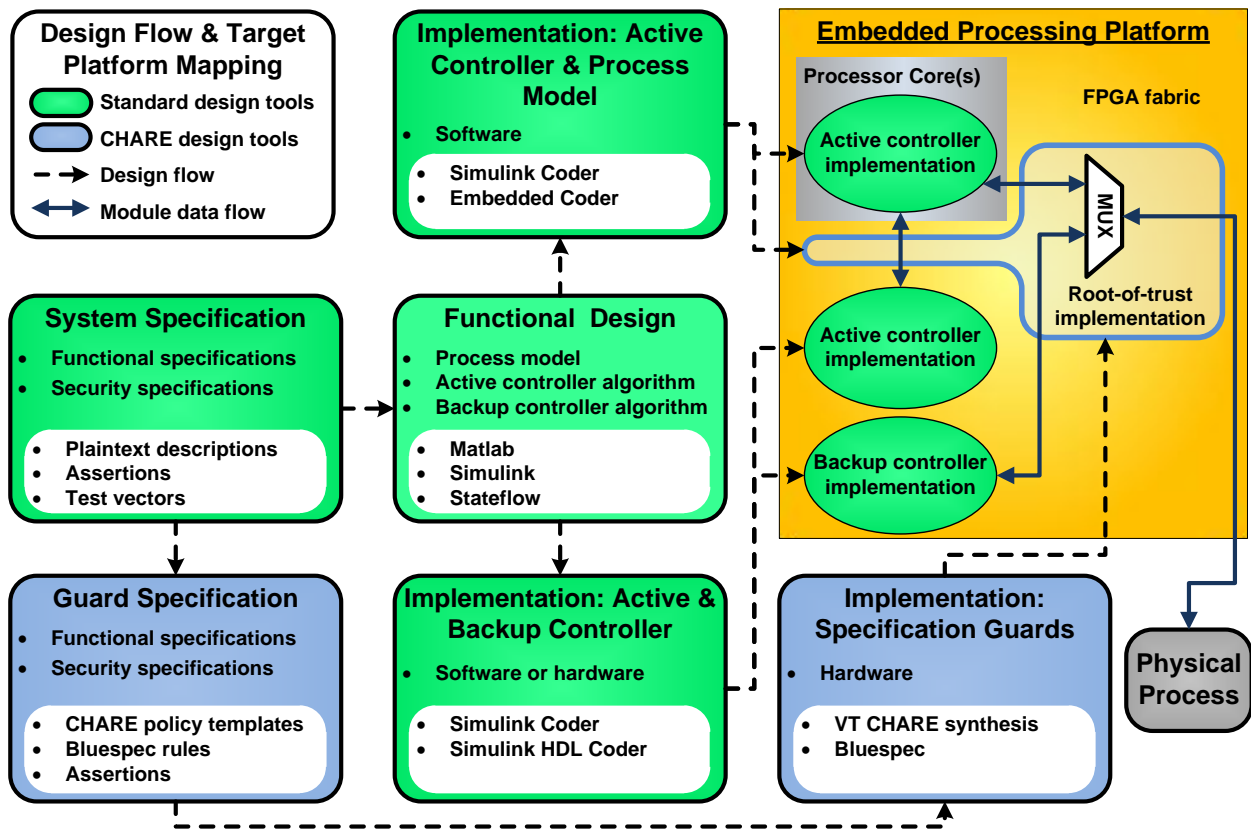 Design Flow & Target
Platform Mapping
Standard design tools
CHARE design tools
Design flow
Module data flow
Implementation: Active
Controller & Process
Model
• Software
• Simulink Coder
• Embedded Coder
Embedded Processing Platform
Processor Core(s)
FPGA fabric
Active controller
implementation
MUX
Root-of-trust
implementation
Active controller
implementation
Backup controller
implementation
System Specification
• Functional specifications
• Security specifications
• Plaintext descriptions
• Assertions
• Test vectors
Functional Design
• Process model
• Active controller algorithm
• Backup controller algorithm
• Matlab
• Simulink
• Stateflow
Guard Specification
• Functional specifications
• Security specifications
• CHARE policy templates
• Bluespec rules
• Assertions
Implementation: Active &
Backup Controller
• Software or hardware
• Simulink Coder
• Simulink HDL Coder
Implementation:
Specification Guards
• Hardware
• VT CHARE synthesis
• Bluespec
Physical
Process